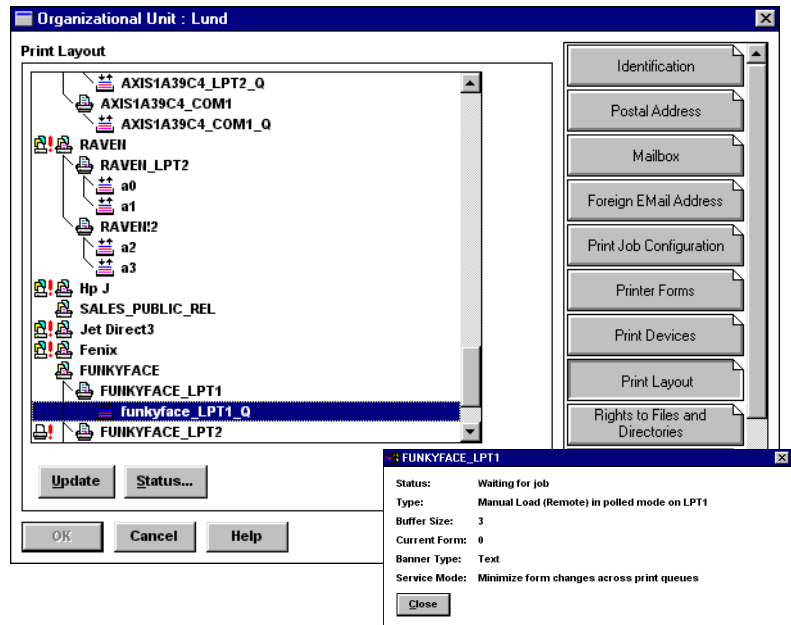 Organizational Unit : Lund
Print Layout
AXIS1A39C4_LPT2_Q
AXIS1A39C4_COM1
AXIS1A39C4_COM1_Q
RAVEN
RAVEN_LPT2
a0
a1
RAVEN!2
a2
a3
Hp J
SALES_PUBLIC_REL
Jet Direct3
Fenix
FUNKYFACE
FUNKYFACE_LPT1
funkyface_LPT1_Q
FUNKYFACE_LPT2
Update
Status...
OK
Cancel
Help
Identification
Postal Address
Mailbox
Foreign EMail Address
Print Job Configuration
Printer Forms
Print Devices
Print Layout
Rights to Files and
Directories
FUNKYFACE_LPT1
Status: Waiting for job
Type: Manual Load (Remote) in polled mode on LPT1
Buffer Size: 3
Current Form: 0
Banner Type: Text
Service Mode: Minimize form changes across print queues
Close